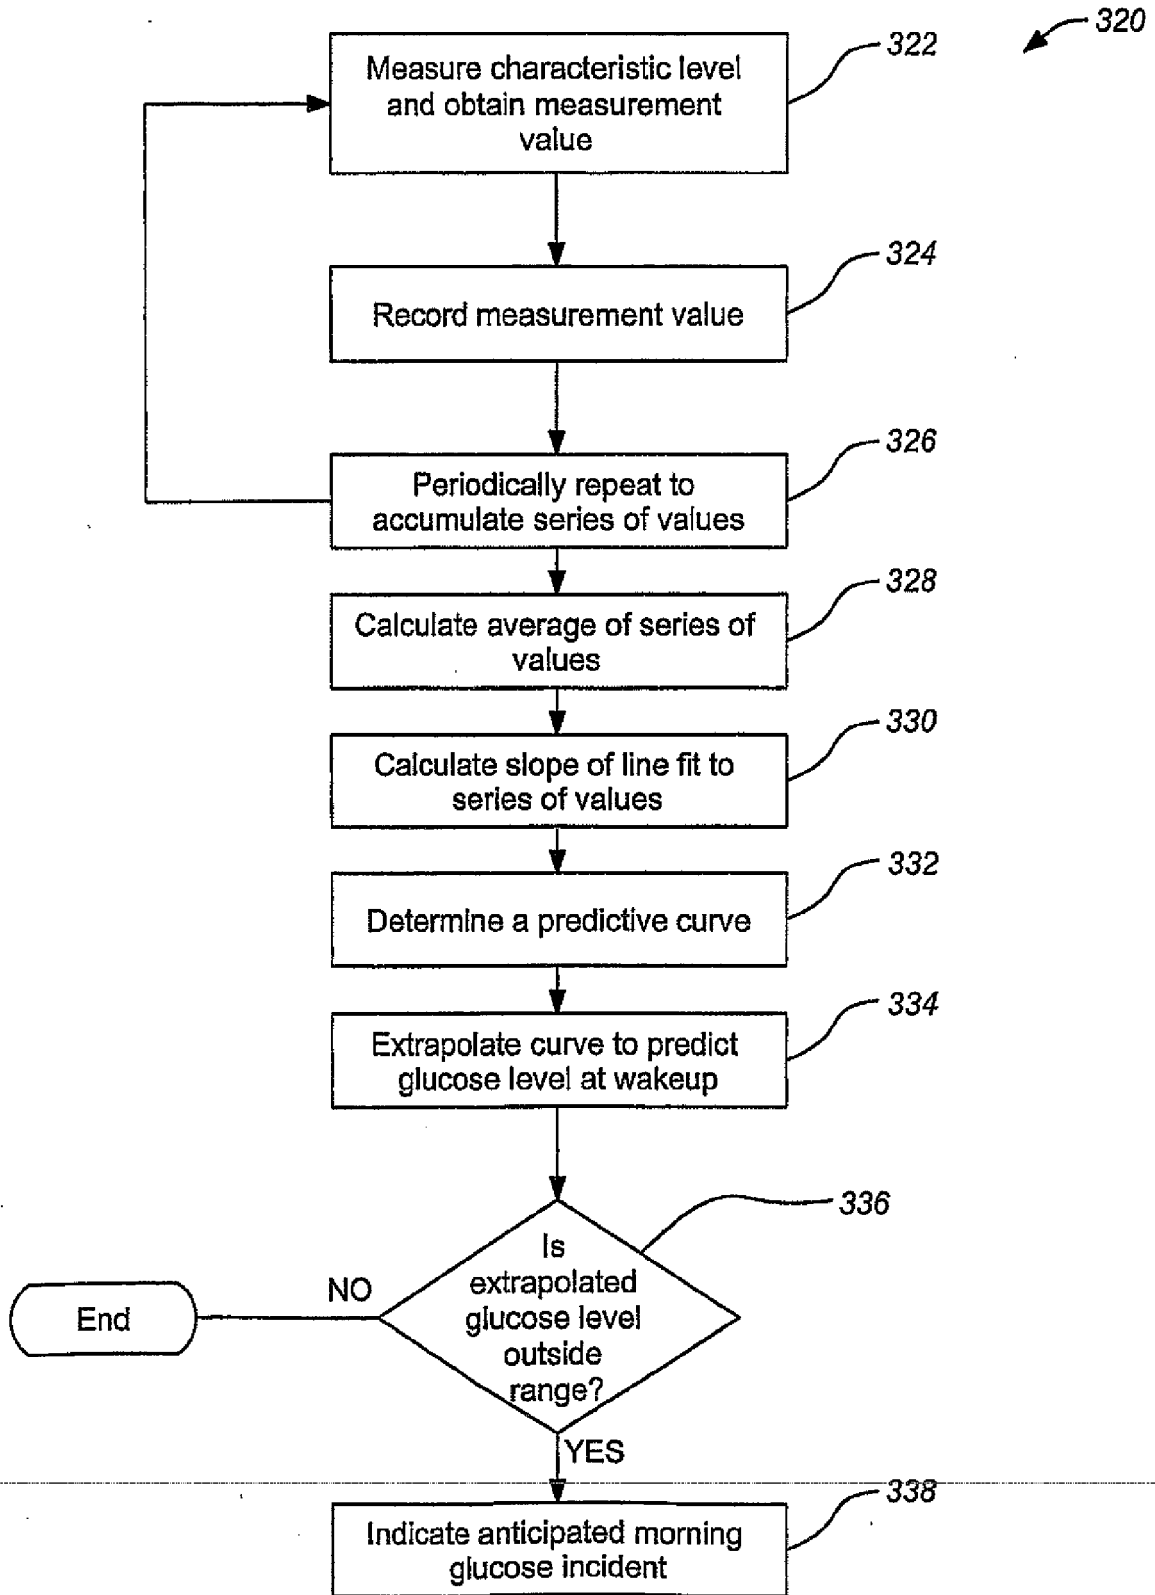 320
322
Measure characteristic level
and obtain measurement
value
324
Record measurement value
326
Periodically repeat to
accumulate series of values
328
Calculate average of series of
values
330
Calculate slope of line fit to
series of values
332
Determine a predictive curve
334
Extrapolate curve to predict
glucose level at wakeup
336
Is
extrapolated
glucose level
outside
range?
NO
End
YES
338
Indicate anticipated morning
glucose incident